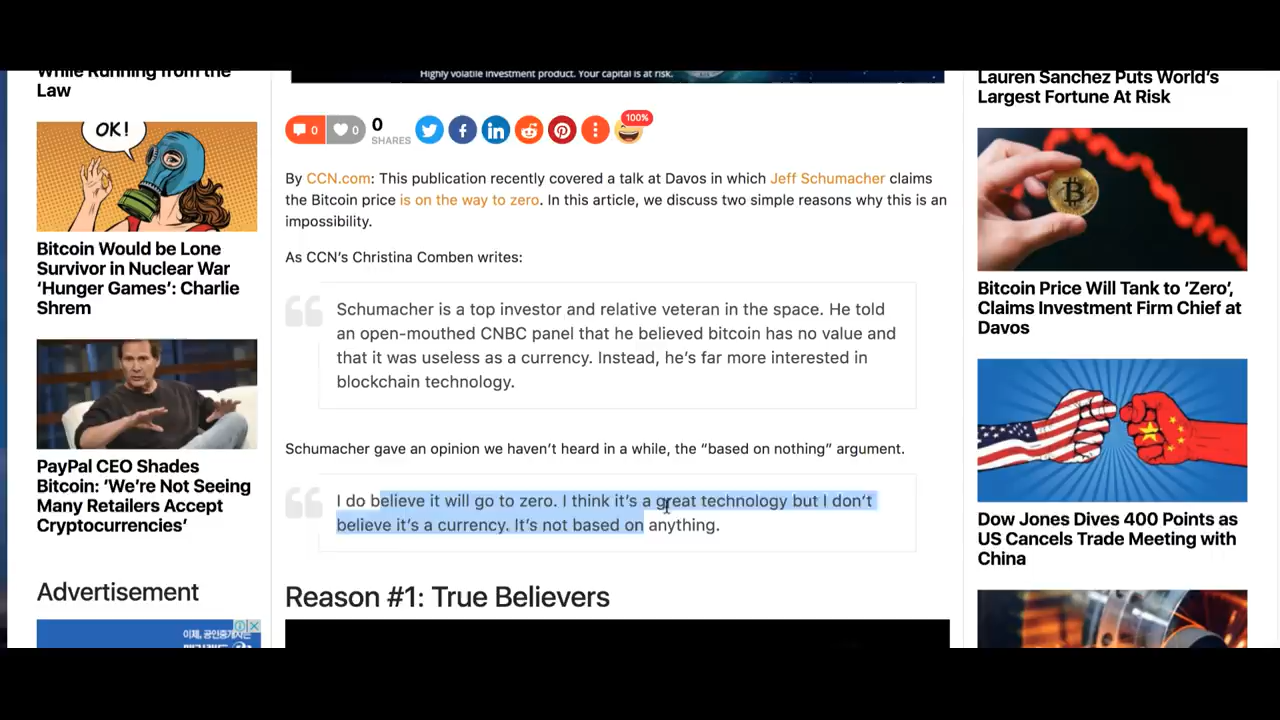 While Running from the
Law
OK!
Bitcoin Would be Lone
Survivor in Nuclear War
‘Hunger Games’: Charlie
Shrem
PayPal CEO Shades
Bitcoin: ‘We’re Not Seeing
Many Retailers Accept
Cryptocurrencies’
Advertisement
이제, 공인중개사는
Highly volatile investment product. Your capital is at risk.
0
0
0
SHARES
100%
By CCN.com: This publication recently covered a talk at Davos in which Jeff Schumacher claims
the Bitcoin price is on the way to zero. In this article, we discuss two simple reasons why this is an
impossibility.
As CCN’s Christina Comben writes:
Schumacher is a top investor and relative veteran in the space. He told
an open-mouthed CNBC panel that he believed bitcoin has no value and
that it was useless as a currency. Instead, he’s far more interested in
blockchain technology.
Schumacher gave an opinion we haven’t heard in a while, the “based on nothing” argument.
I do believe it will go to zero. I think it’s a great technology but I don’t
believe it’s a currency. It’s not based on anything.
Reason #1: True Believers
Lauren Sanchez Puts World’s
Largest Fortune At Risk
Bitcoin Price Will Tank to ‘Zero’,
Claims Investment Firm Chief at
Davos
Dow Jones Dives 400 Points as
US Cancels Trade Meeting with
China